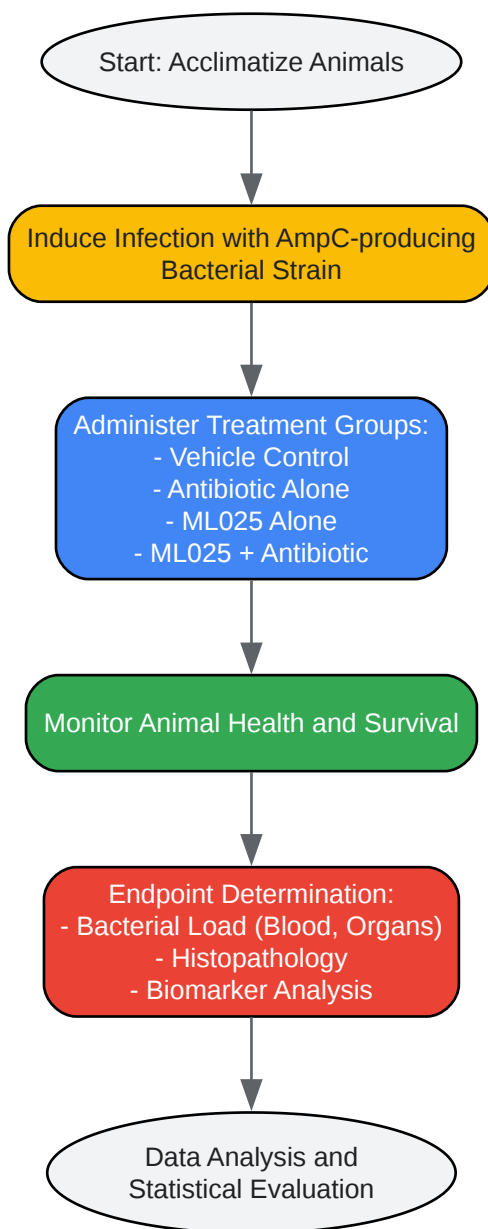 Start: Acclimatize Animals
Induce Infection with AmpC-producing
Bacterial Strain
Administer Treatment Groups:
- Vehicle Control
- Antibiotic Alone
- ML025 Alone
- ML025 + Antibiotic
Monitor Animal Health and Survival
Endpoint Determination:
- Bacterial Load (Blood, Organs)
- Histopathology
- Biomarker Analysis
Data Analysis and
Statistical Evaluation